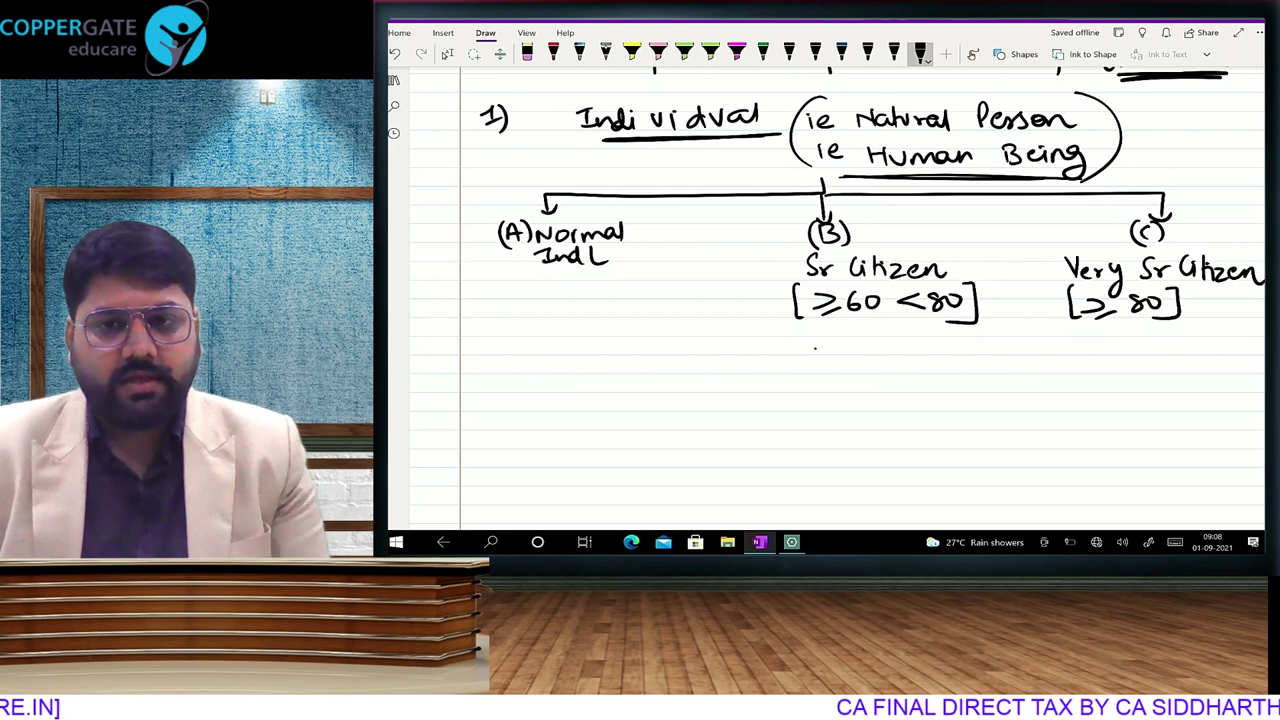 COPPERGATE
educare
Home Insert Draw View Help
Saved offline
Share
Shapes
Ink to Shape
Ink to Text
1) Individual (ie Natural Person
ie Human Being)
(A) Normal
Indl
(B)
Sr Citizen
[≥60 <80]
(C)
Very Sr Citizen
[≥ 80]
27°C Rain showers
09:08
01-09-2021
RE.IN]
CA FINAL DIRECT TAX BY CA SIDDHARTH